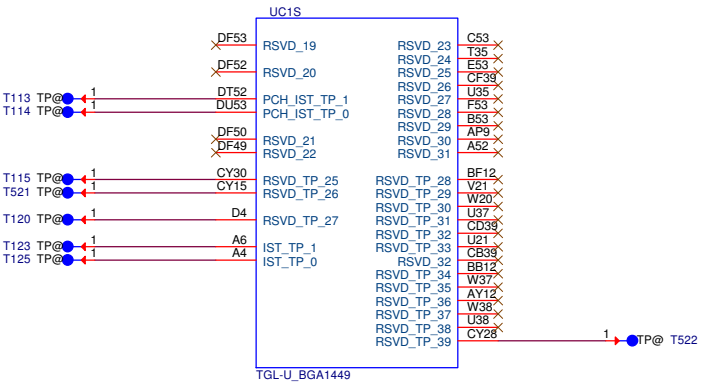 UC1S
DF53 RSVD_19 RSVD_23 C53
RSVD_24 T35
DF52 RSVD_20 RSVD_25 E53
RSVD_26 CF39
T113 TP@ 1 DT52 PCH_IST_TP_1 RSVD_27 U35
T114 TP@ 1 DU53 PCH_IST_TP_0 RSVD_28 F53
RSVD_29 B53
DF50 RSVD_21 RSVD_30 AP9
DF49 RSVD_22 RSVD_31 A52
T115 TP@ 1 CY30 RSVD_TP_25 RSVD_TP_28 BF12
T521 TP@ 1 CY15 RSVD_TP_26 RSVD_TP_29 V21
RSVD_TP_30 W20
T120 TP@ 1 D4 RSVD_TP_27 RSVD_TP_31 U37
RSVD_TP_32 CD39
T123 TP@ 1 A6 IST_TP_1 RSVD_TP_33 U21
T125 TP@ 1 A4 IST_TP_0 RSVD_32 CB39
RSVD_TP_34 BB12
RSVD_TP_35 W37
RSVD_TP_36 AY12
RSVD_TP_37 W38
RSVD_TP_38 U38
RSVD_TP_39 CY28 1 TP@ T522
TGL-U_BGA1449